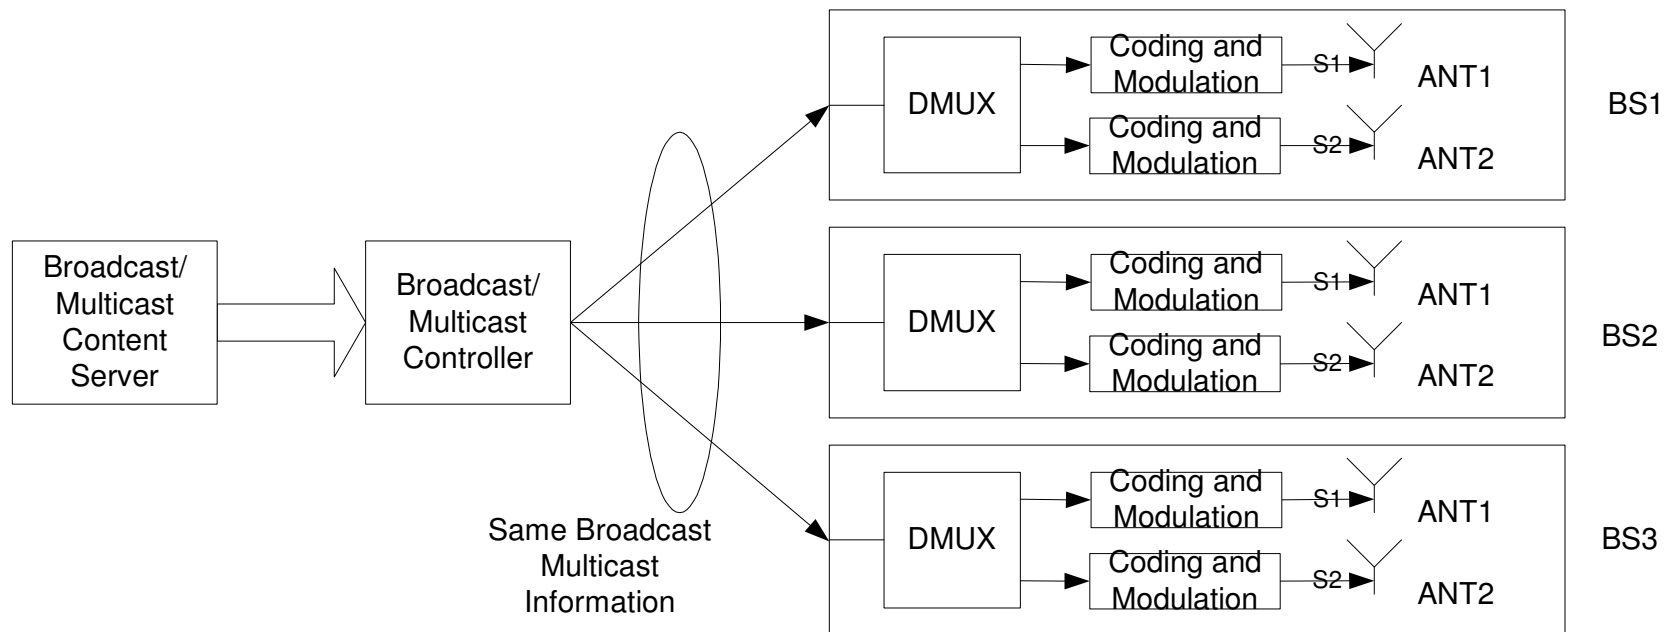 Broadcast/
Multicast
Content
Server
Broadcast/
Multicast
Controller
Same Broadcast
Multicast
Information
DMUX
Coding and
Modulation
S1
ANT1
Coding and
Modulation
S2
ANT2
BS1
DMUX
Coding and
Modulation
S1
ANT1
Coding and
Modulation
S2
ANT2
BS2
DMUX
Coding and
Modulation
S1
ANT1
Coding and
Modulation
S2
ANT2
BS3